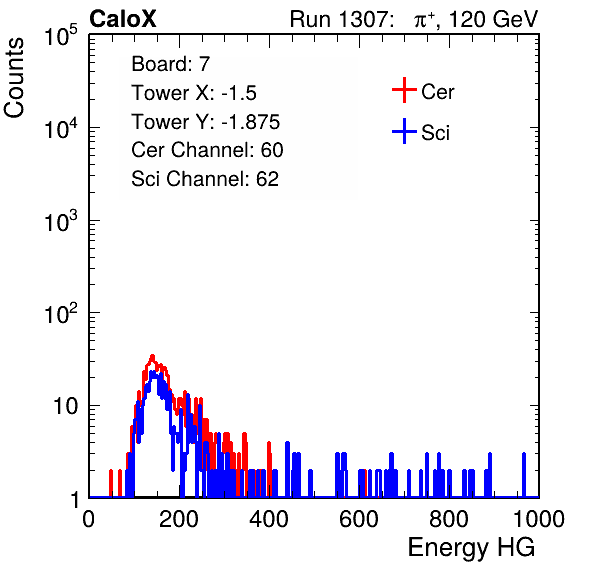 CaloX Run 1307: π⁺, 120 GeV
Counts
10⁵
10⁴
10³
10²
10
1
Board: 7
Tower X: -1.5
Tower Y: -1.875
Cer Channel: 60
Sci Channel: 62
Cer
Sci
0 200 400 600 800 1000
Energy HG